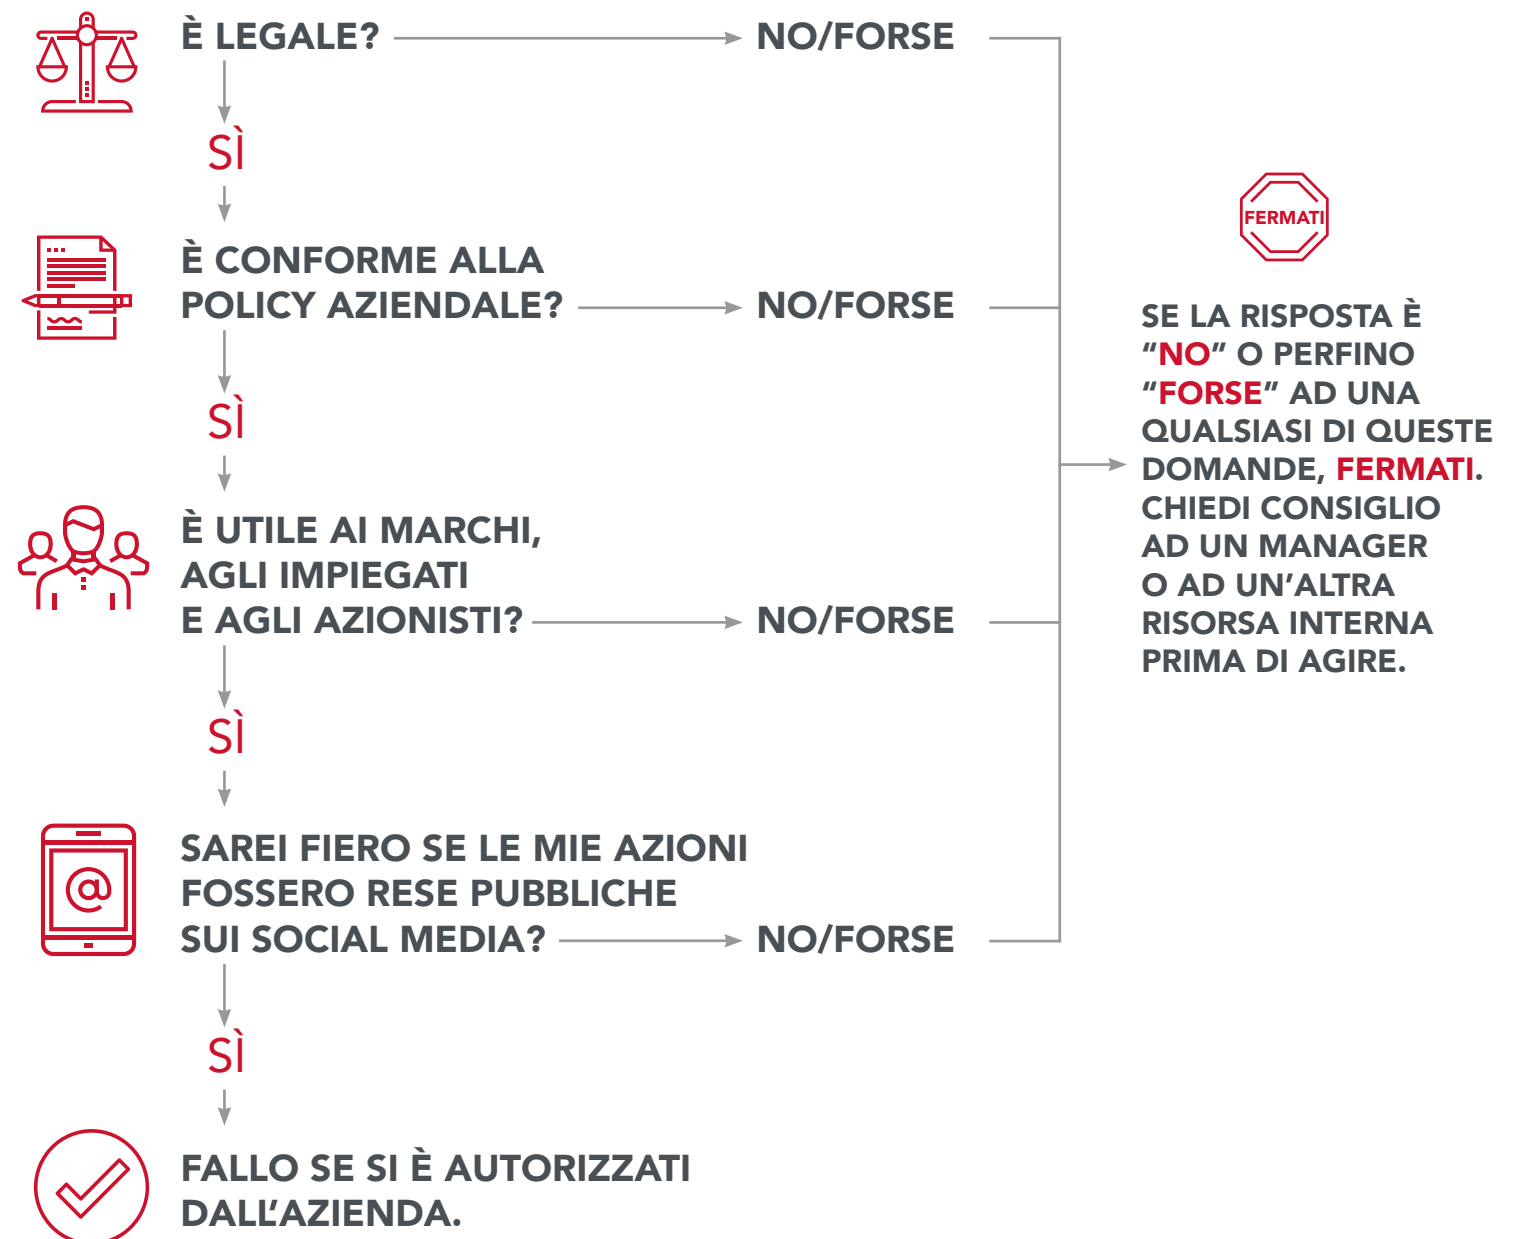 È LEGALE?
NO/FORSE
SÌ
È CONFORME ALLA
POLICY AZIENDALE?
NO/FORSE
SÌ
È UTILE AI MARCHI,
AGLI IMPIEGATI
E AGLI AZIONISTI?
NO/FORSE
SÌ
@
SAREI FIERO SE LE MIE AZIONI
FOSSERO RESE PUBBLICHE
SUI SOCIAL MEDIA?
NO/FORSE
SÌ
FALLO SE SI È AUTORIZZATI
DALL'AZIENDA.
FERMATI
SE LA RISPOSTA È
“NO” O PERFINO
“FORSE” AD UNA
QUALSIASI DI QUESTE
DOMANDE, FERMATI.
CHIEDI CONSIGLIO
AD UN MANAGER
O AD UN’ALTRA
RISORSA INTERNA
PRIMA DI AGIRE.